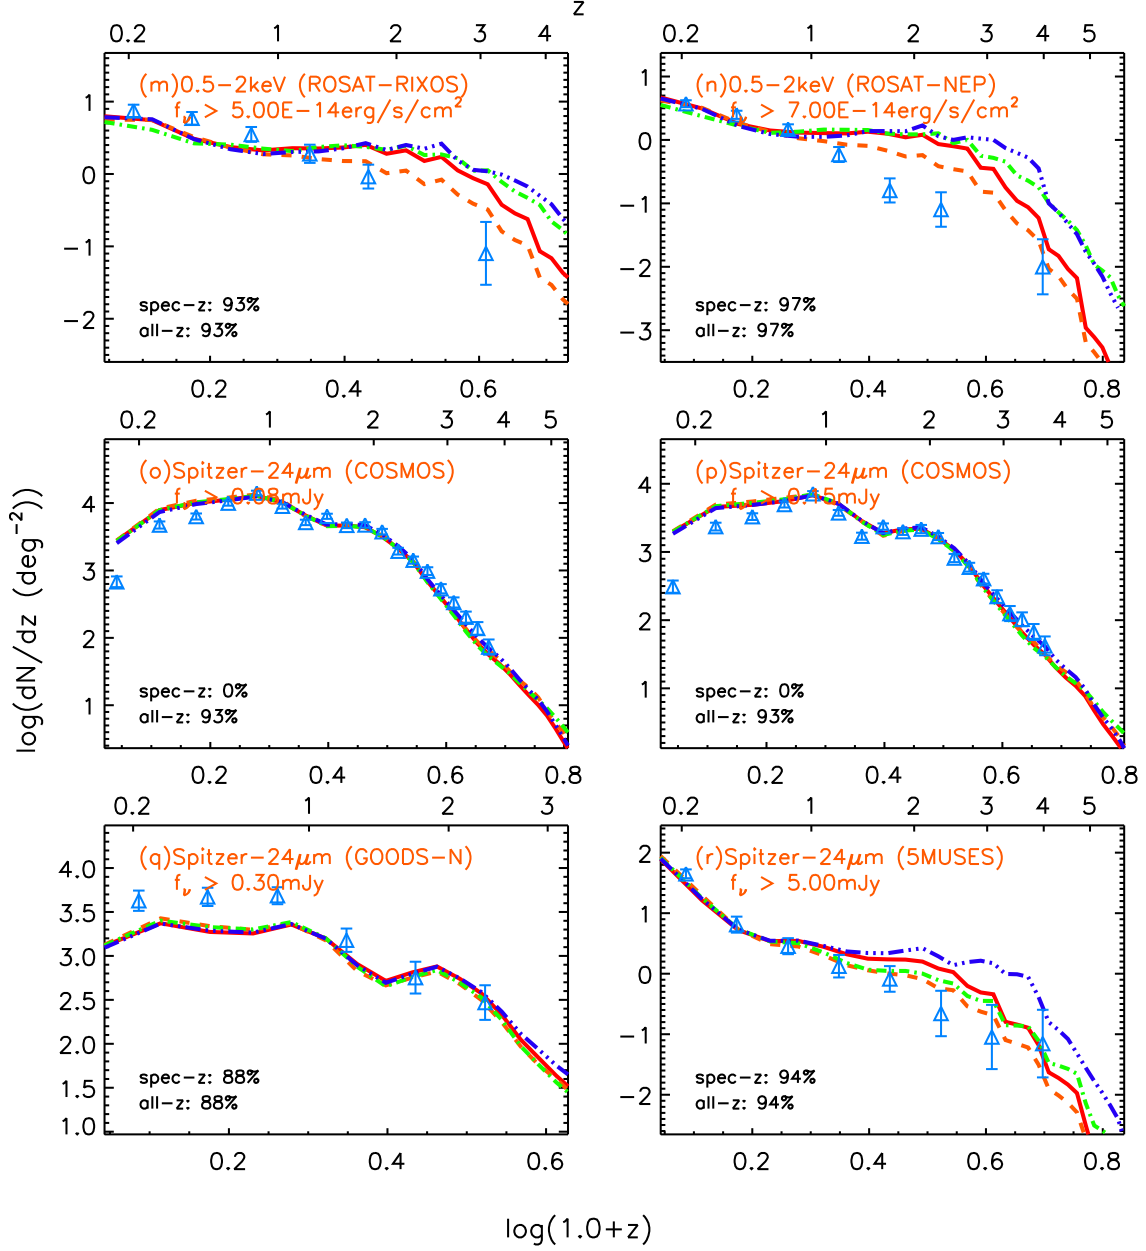 z
0.2 1 2 3 4
0.2 1 2 3 4 5
(m)0.5−2keV (ROSAT−RIXOS)
fν > 5.00E−14erg/s/cm²
1
0
−1
−2
spec−z: 93%
all−z: 93%
0.2 0.4 0.6
(n)0.5−2keV (ROSAT−NEP)
fν > 7.00E−14erg/s/cm²
1
0
−1
−2
−3
spec−z: 97%
all−z: 97%
0.2 0.4 0.6 0.8
0.2 1 2 3 4 5
0.2 1 2 3 4 5
(o)Spitzer−24μm (COSMOS)
fν > 0.08mJy
4
3
2
1
spec−z: 0%
all−z: 93%
0.2 0.4 0.6 0.8
(p)Spitzer−24μm (COSMOS)
fν > 0.15mJy
4
3
2
1
spec−z: 0%
all−z: 93%
0.2 0.4 0.6 0.8
log(dN/dz (deg⁻²))
0.2 1 2 3
0.2 1 2 3 4 5
(q)Spitzer−24μm (GOODS−N)
fν > 0.30mJy
4.0
3.5
3.0
2.5
2.0
1.5
1.0
spec−z: 88%
all−z: 88%
0.2 0.4 0.6
(r)Spitzer−24μm (5MUSES)
fν > 5.00mJy
2
1
0
−1
−2
spec−z: 94%
all−z: 94%
0.2 0.4 0.6 0.8
log(1.0+z)